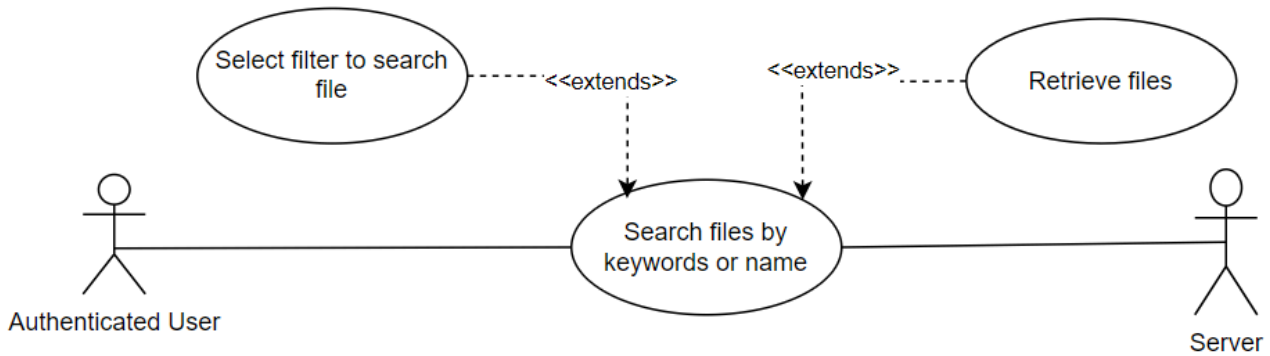 Select filter to search
file
<<extends>>
<<extends>>
Retrieve files
Search files by
keywords or name
Authenticated User
Server